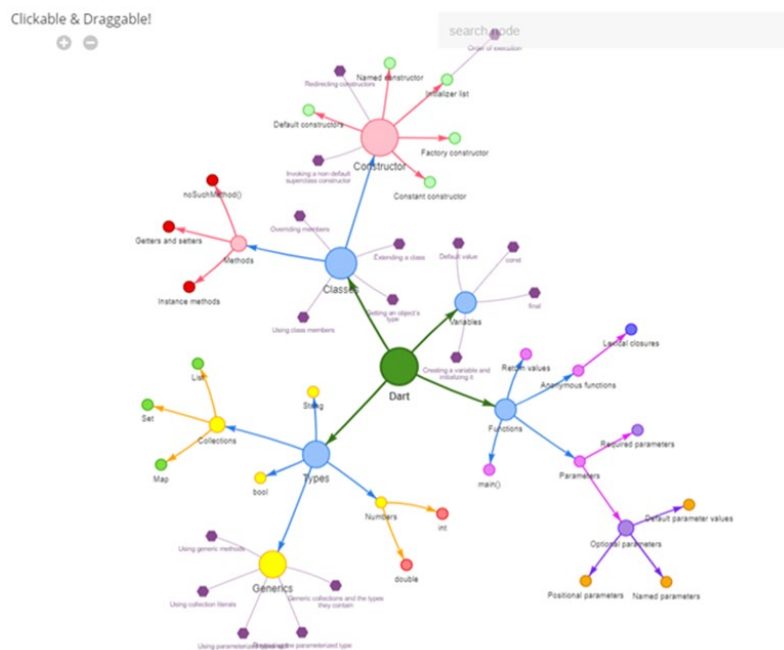 Clickable & Draggable!
search node
Order of execution
Redirecting constructors
Named constructor
Initializer list
Default constructors
Factory constructor
Invoking a non-default
superclass constructor
Constructor
Constant constructor
noSuchMethod()
Getters and setters
Methods
Instance methods
Overriding members
Extending a class
Classes
Getting an object's
type
Using class members
Default value
const
final
Variables
Creating a variable and
initializing it
Dart
Lexical closures
Return values
Anonymous functions
Functions
Required parameters
Parameters
main()
Default parameter values
Optional parameters
Positional parameters
Named parameters
List
Set
Collections
Map
String
Types
bool
Numbers
int
double
Using generic methods
Generics
Using collection literals
Generic collections and the types
they contain
Using parameterized
parameterized type